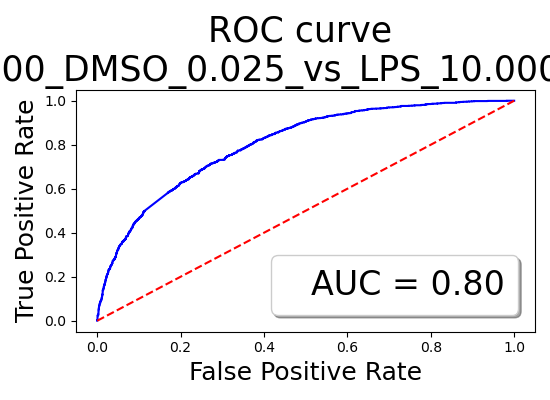 ROC curve
00_DMSO_0.025_vs_LPS_10.000
True Positive Rate
1.0
0.8
0.6
0.4
0.2
0.0
AUC = 0.80
0.0 0.2 0.4 0.6 0.8 1.0
False Positive Rate